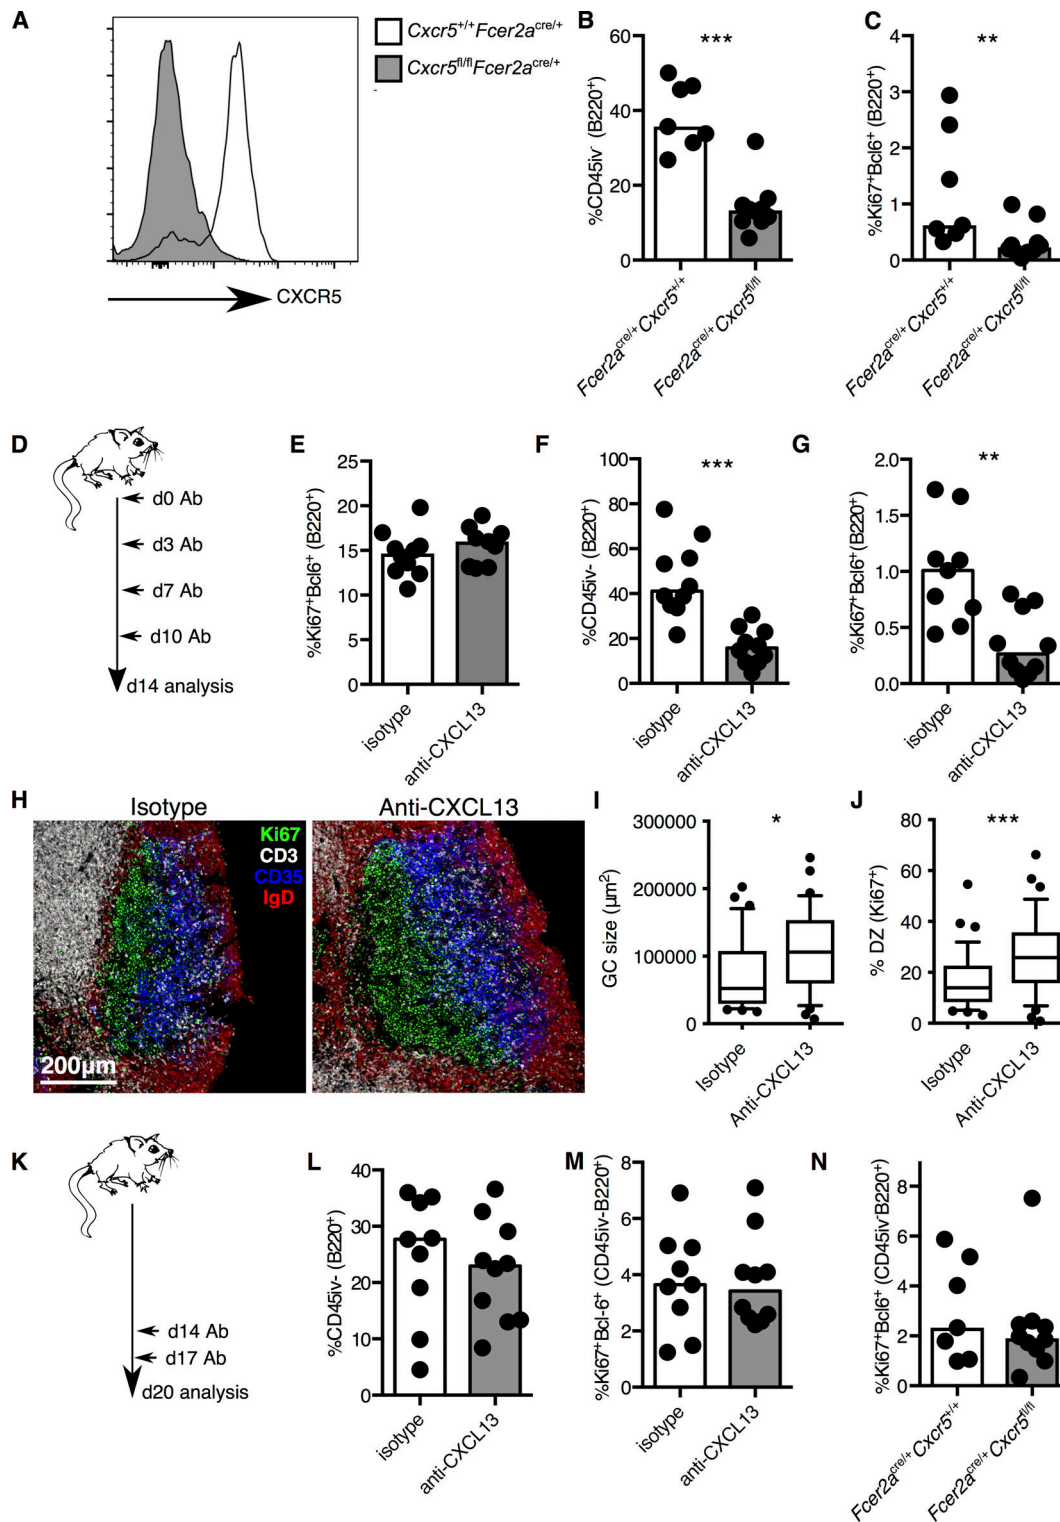 A
Cxcr5+/+Fcer2acre/+
Cxcr5fl/flFcer2acre/+
CXCR5
B
***
%CD45iv- (B220+)
60
40
20
0
Fcer2acre/+Cxcr5+/+
Fcer2acre/+Cxcr5fl/fl
C
**
%Ki67+Bcl6+ (B220+)
4
3
2
1
0
Fcer2acre/+Cxcr5+/+
Fcer2acre/+Cxcr5fl/fl
D
d0 Ab
d3 Ab
d7 Ab
d10 Ab
d14 analysis
E
%Ki67+Bcl6+ (B220+)
25
20
15
10
5
0
isotype
anti-CXCL13
F
***
%CD45iv- (B220+)
100
80
60
40
20
0
isotype
anti-CXCL13
G
**
%Ki67+Bcl6+(B220+)
2.0
1.5
1.0
0.5
0.0
isotype
anti-CXCL13
H
Isotype
Anti-CXCL13
Ki67
CD3
CD35
IgD
200μm
I
*
GC size (μm2)
300000
200000
100000
0
Isotype
Anti-CXCL13
J
***
% DZ (Ki67+)
80
60
40
20
0
Isotype
Anti-CXCL13
K
d14 Ab
d17 Ab
d20 analysis
L
%CD45iv- (B220+)
40
30
20
10
0
isotype
anti-CXCL13
M
%Ki67+Bcl-6+ (CD45iv-B220+)
8
6
4
2
0
isotype
anti-CXCL13
N
%Ki67+Bcl6+ (CD45iv-B220+)
8
6
4
2
0
Fcer2acre/+Cxcr5+/+
Fcer2acre/+Cxcr5fl/fl